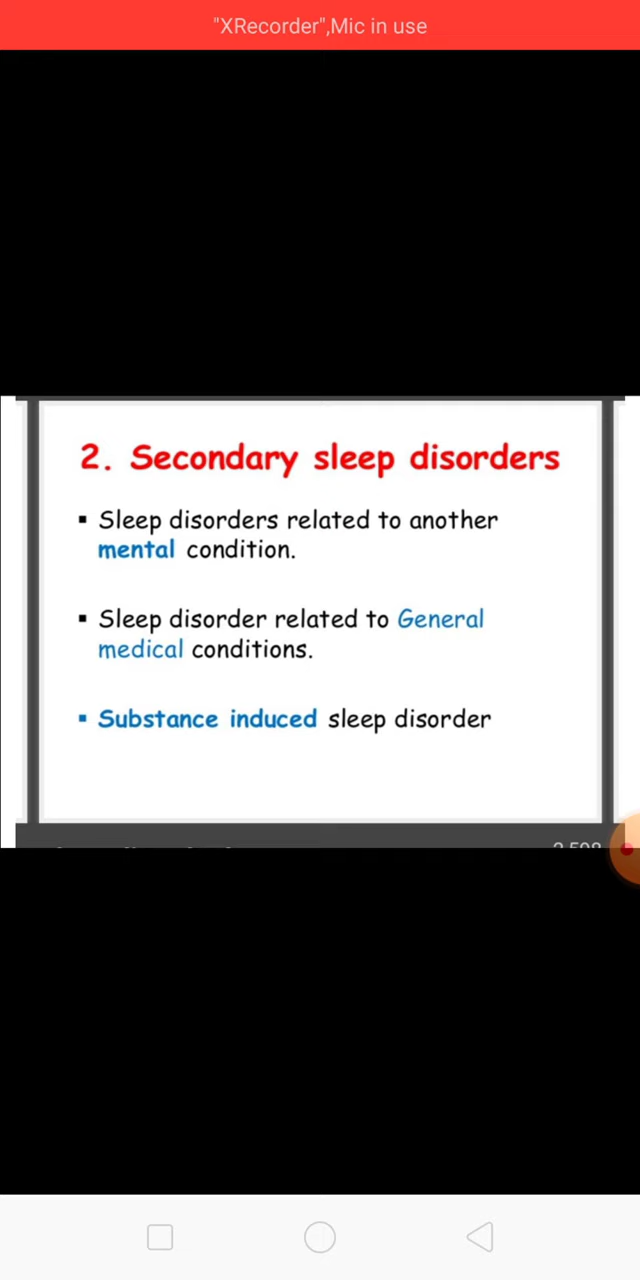 "XRecorder",Mic in use
2. Secondary sleep disorders
▪ Sleep disorders related to another
mental condition.
▪ Sleep disorder related to General
medical conditions.
▪ Substance induced sleep disorder